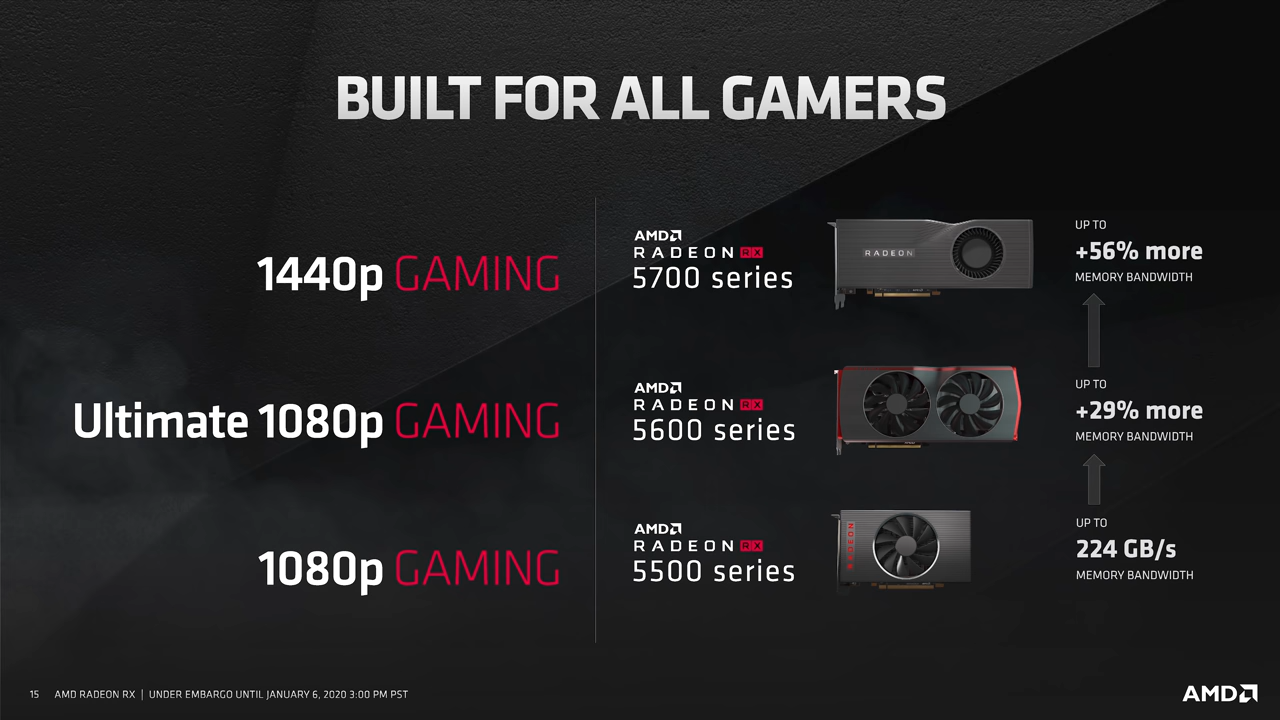 BUILT FOR ALL GAMERS
1440p GAMING
AMD
RADEON RX
5700 series
RADEON
UP TO
+56% more
MEMORY BANDWIDTH
Ultimate 1080p GAMING
AMD
RADEON RX
5600 series
UP TO
+29% more
MEMORY BANDWIDTH
1080p GAMING
AMD
RADEON RX
5500 series
RADEON
UP TO
224 GB/s
MEMORY BANDWIDTH
15 AMD RADEON RX | UNDER EMBARGO UNTIL JANUARY 6, 2020 3:00 PM PST
AMD